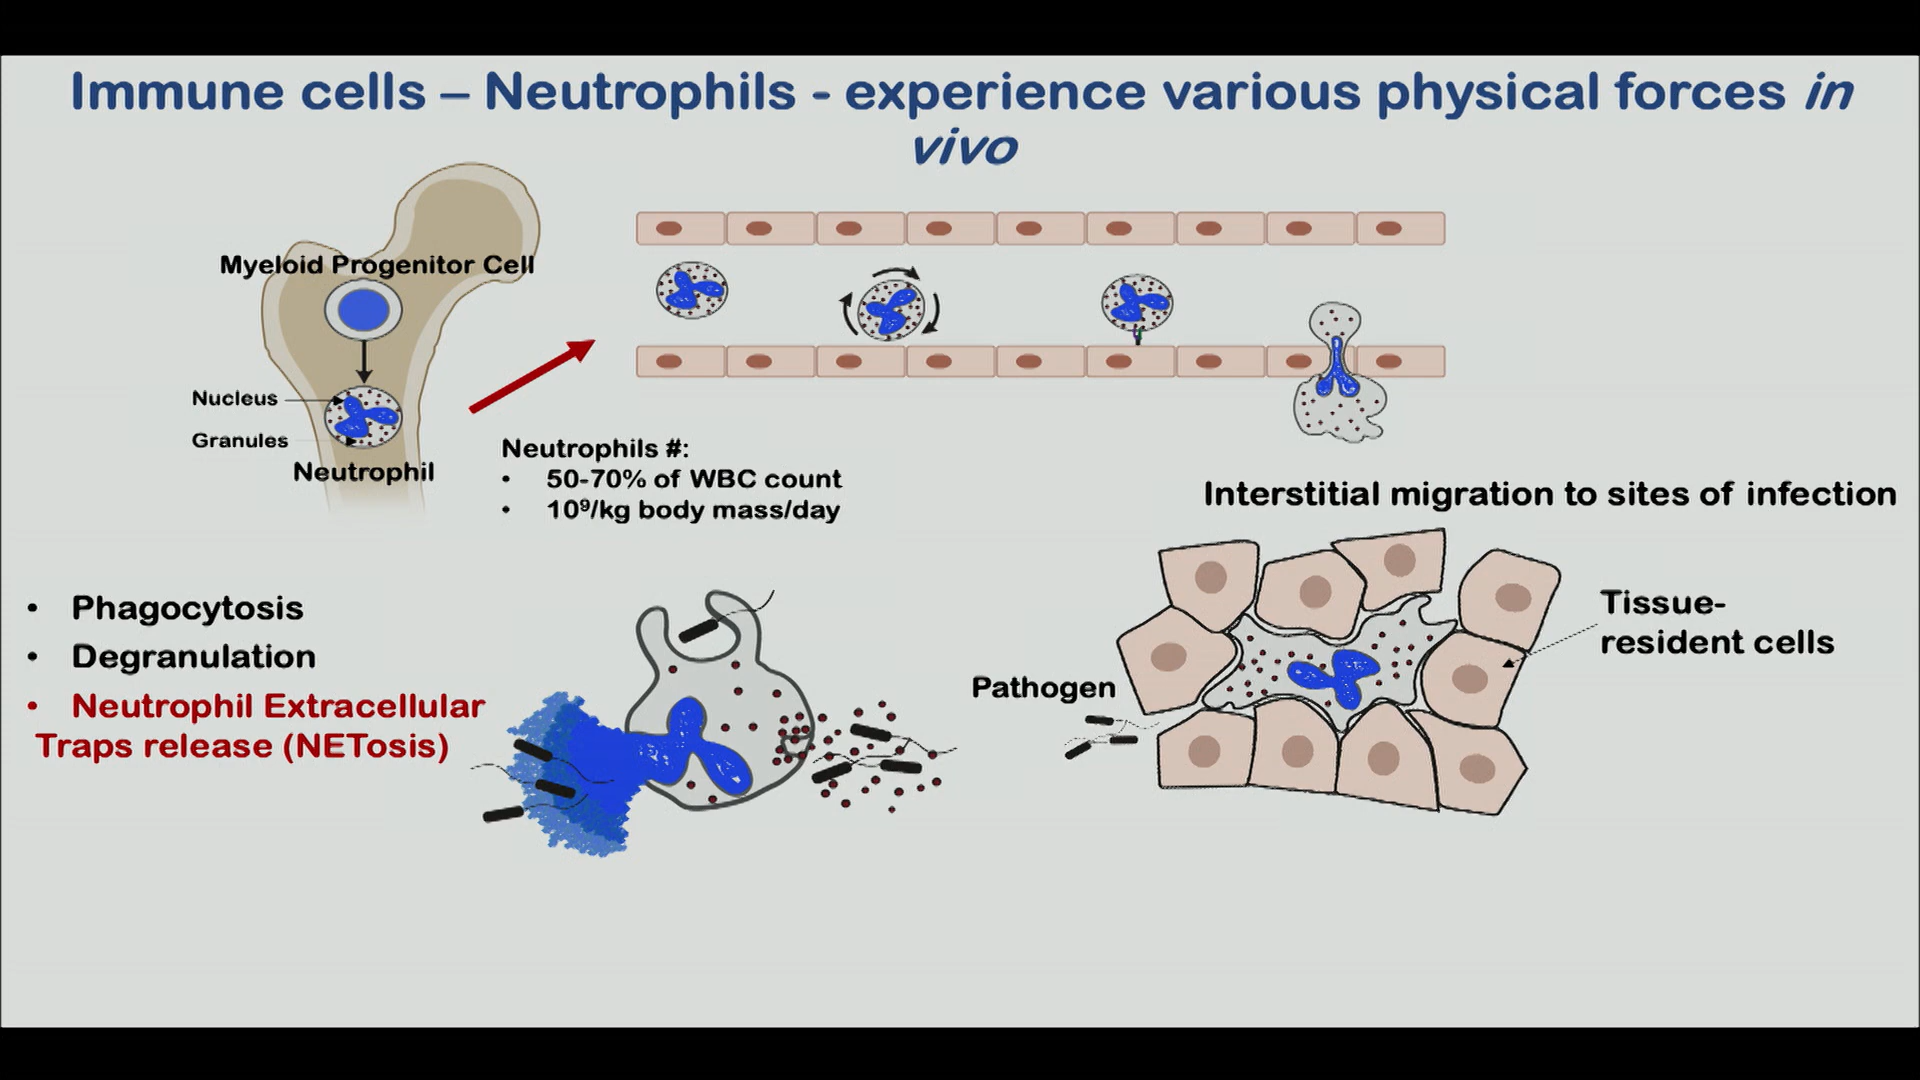 Immune cells – Neutrophils - experience various physical forces in
vivo
Myeloid Progenitor Cell
Nucleus
Granules
Neutrophil
Neutrophils #:
• 50-70% of WBC count
• 10⁹/kg body mass/day
Interstitial migration to sites of infection
• Phagocytosis
• Degranulation
• Neutrophil Extracellular
Traps release (NETosis)
Pathogen
Tissue-
resident cells